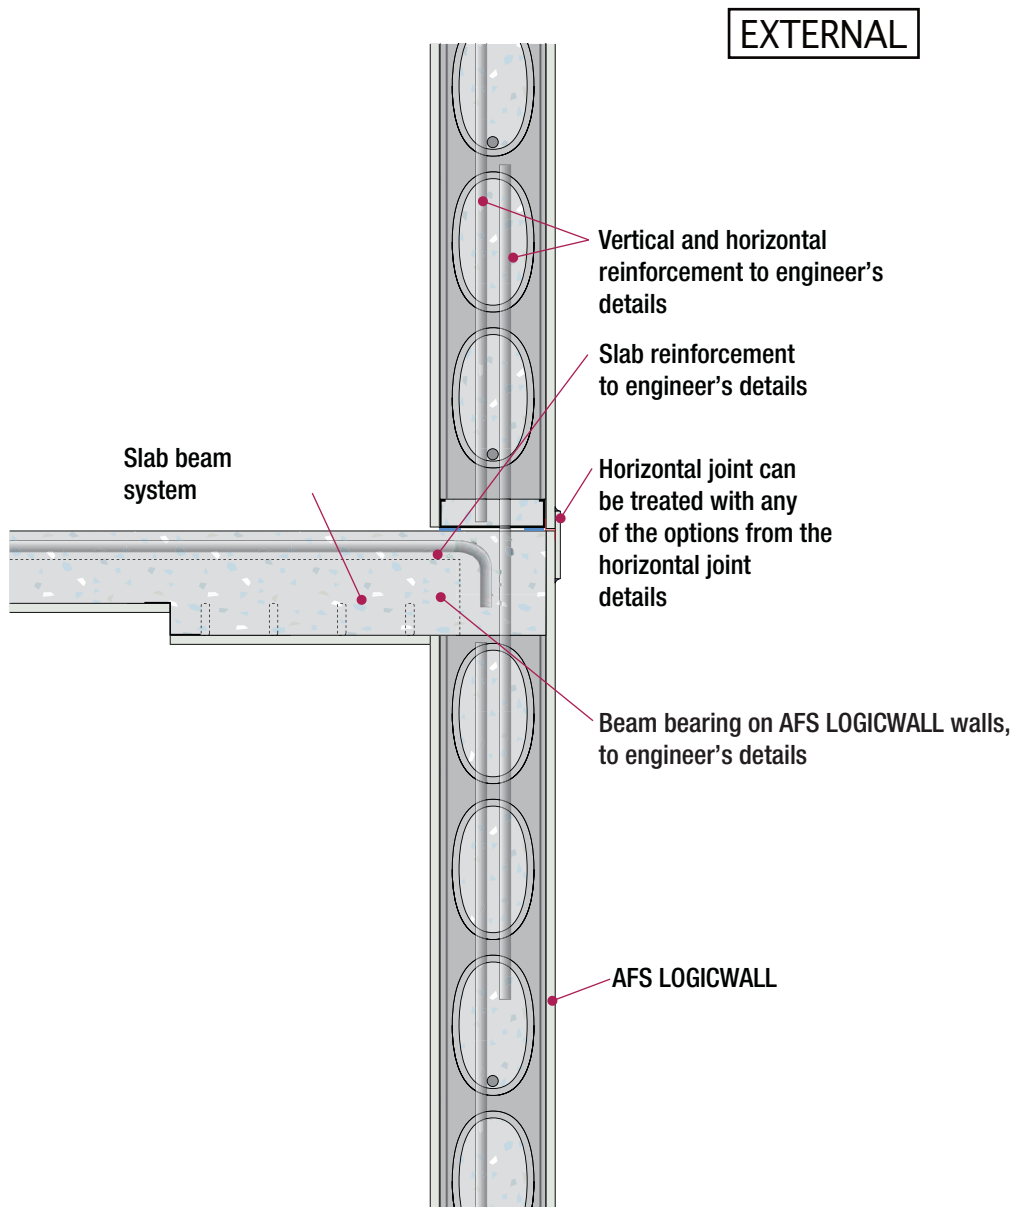 EXTERNAL
Vertical and horizontal
reinforcement to engineer’s
details
Slab reinforcement
to engineer’s details
Slab beam
system
Horizontal joint can
be treated with any
of the options from the
horizontal joint
details
Beam bearing on AFS LOGICWALL walls,
to engineer’s details
AFS LOGICWALL